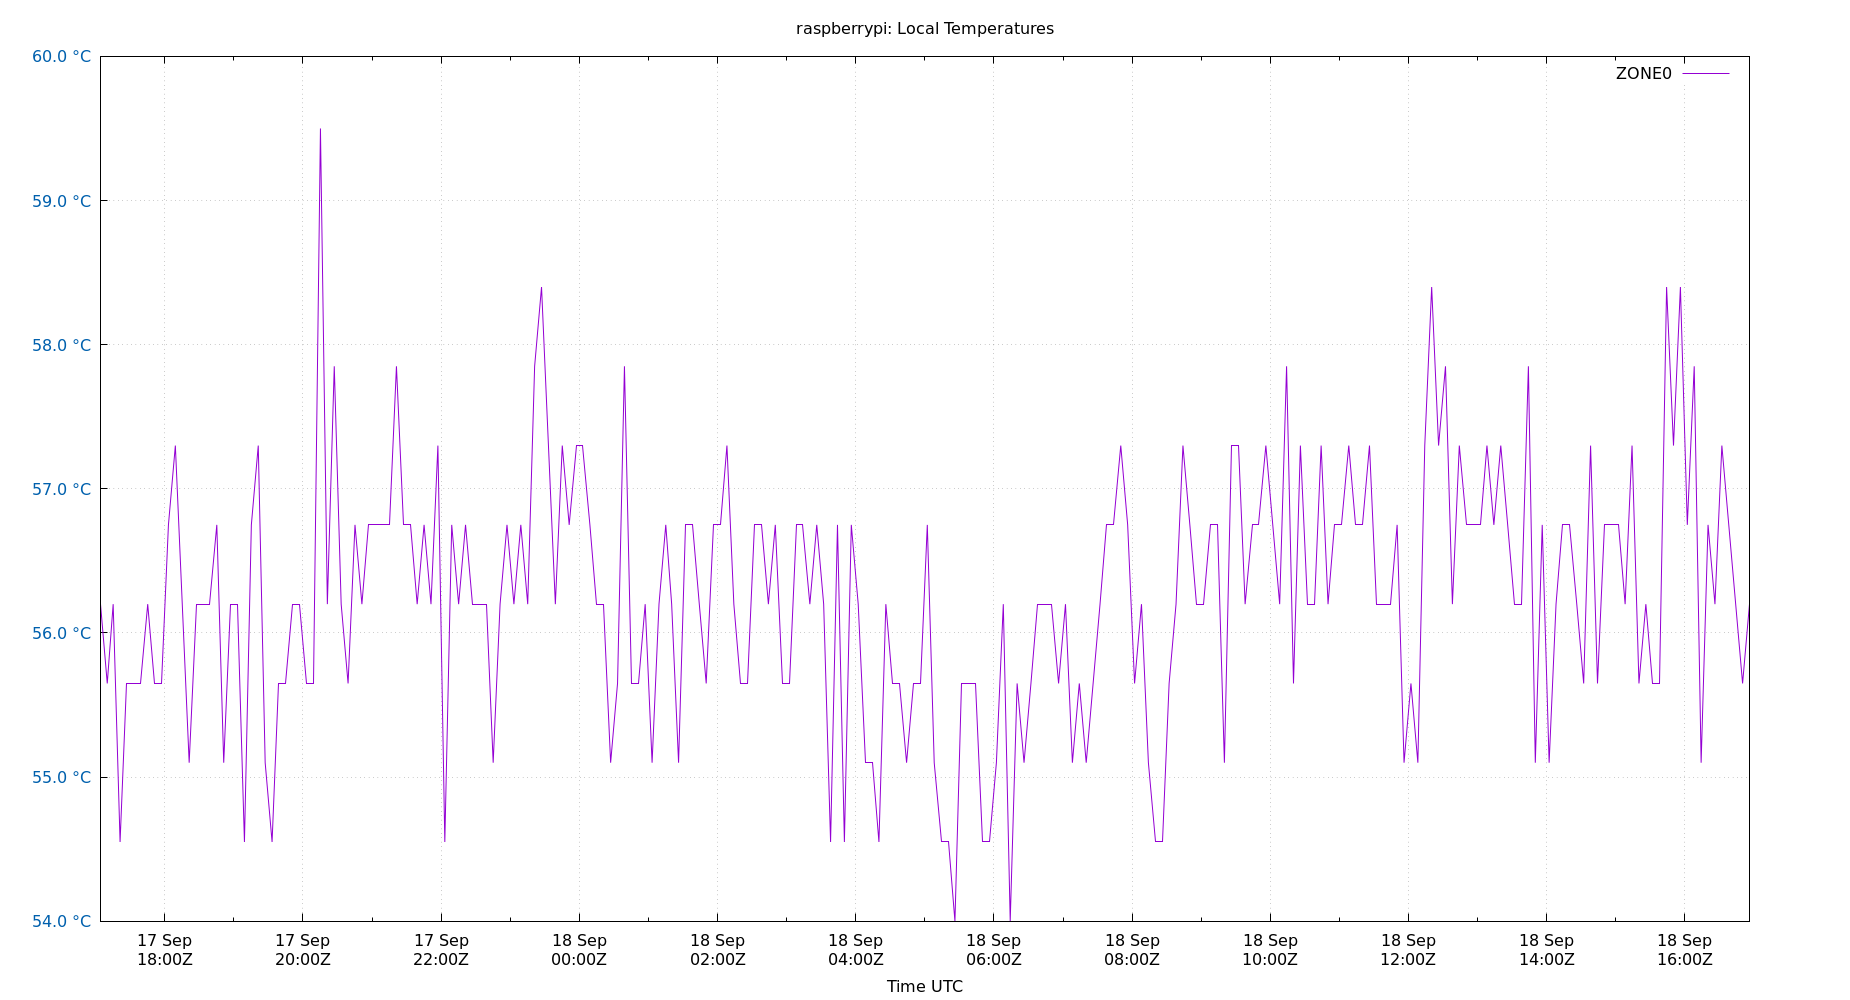 raspberrypi: Local Temperatures
60.0 °C
59.0 °C
58.0 °C
57.0 °C
56.0 °C
55.0 °C
54.0 °C
ZONE0
17 Sep 17 Sep 17 Sep 18 Sep 18 Sep 18 Sep 18 Sep 18 Sep 18 Sep 18 Sep 18 Sep 18 Sep
18:00Z 20:00Z 22:00Z 00:00Z 02:00Z 04:00Z 06:00Z 08:00Z 10:00Z 12:00Z 14:00Z 16:00Z
Time UTC